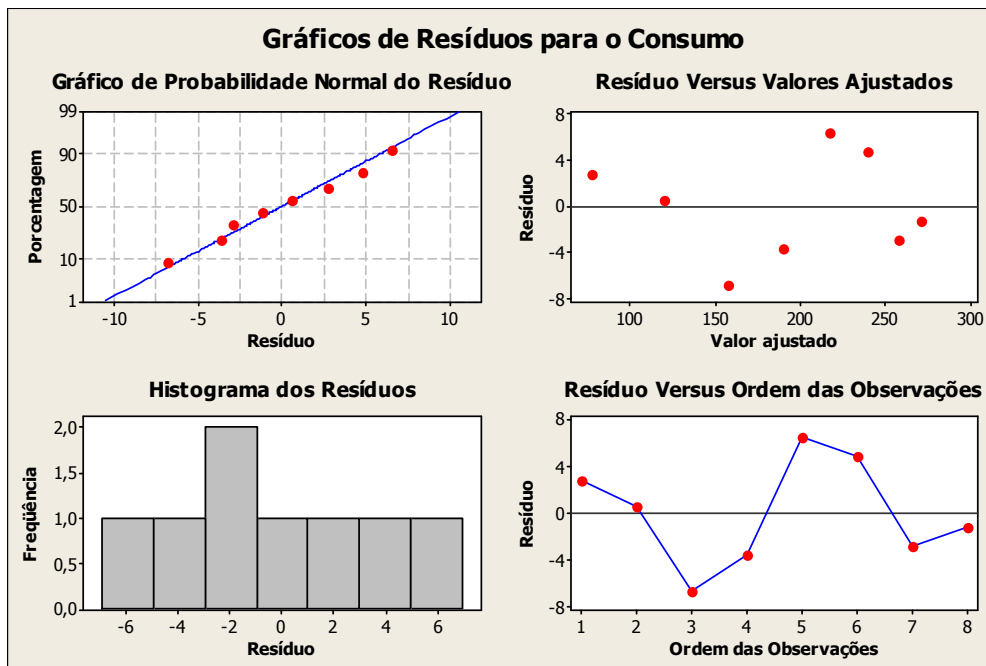 Gráficos de Resíduos para o Consumo
Gráfico de Probabilidade Normal do Resíduo
Porcentagem
99
90
50
10
1
-10 -5 0 5 10
Resíduo
Resíduo Versus Valores Ajustados
Resíduo
8
4
0
-4
-8
100 150 200 250 300
Valor ajustado
Histograma dos Resíduos
Freqüência
2,0
1,5
1,0
0,5
0,0
-6 -4 -2 0 2 4 6
Resíduo
Resíduo Versus Ordem das Observações
Resíduo
8
4
0
-4
-8
1 2 3 4 5 6 7 8
Ordem das Observações